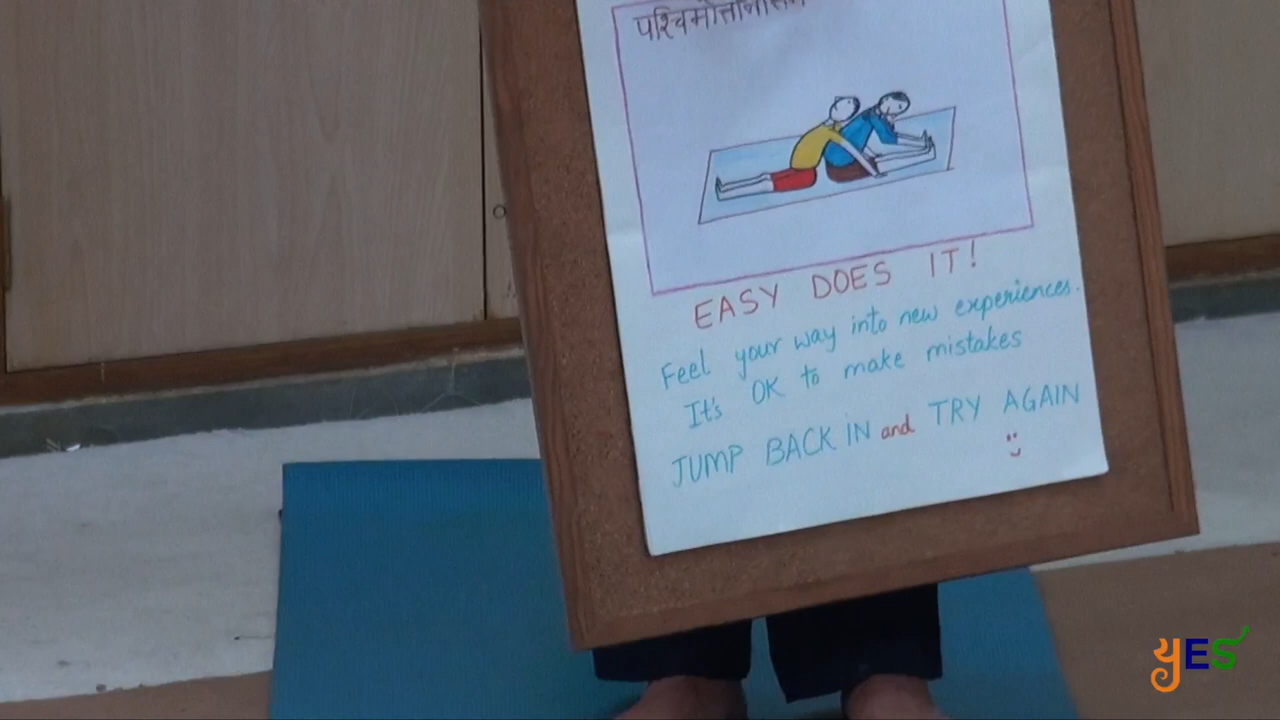 पश्चिमोत्तानासन
EASY DOES IT!
Feel your way into new experiences.
It's OK to make mistakes
JUMP BACK IN and TRY AGAIN
yES